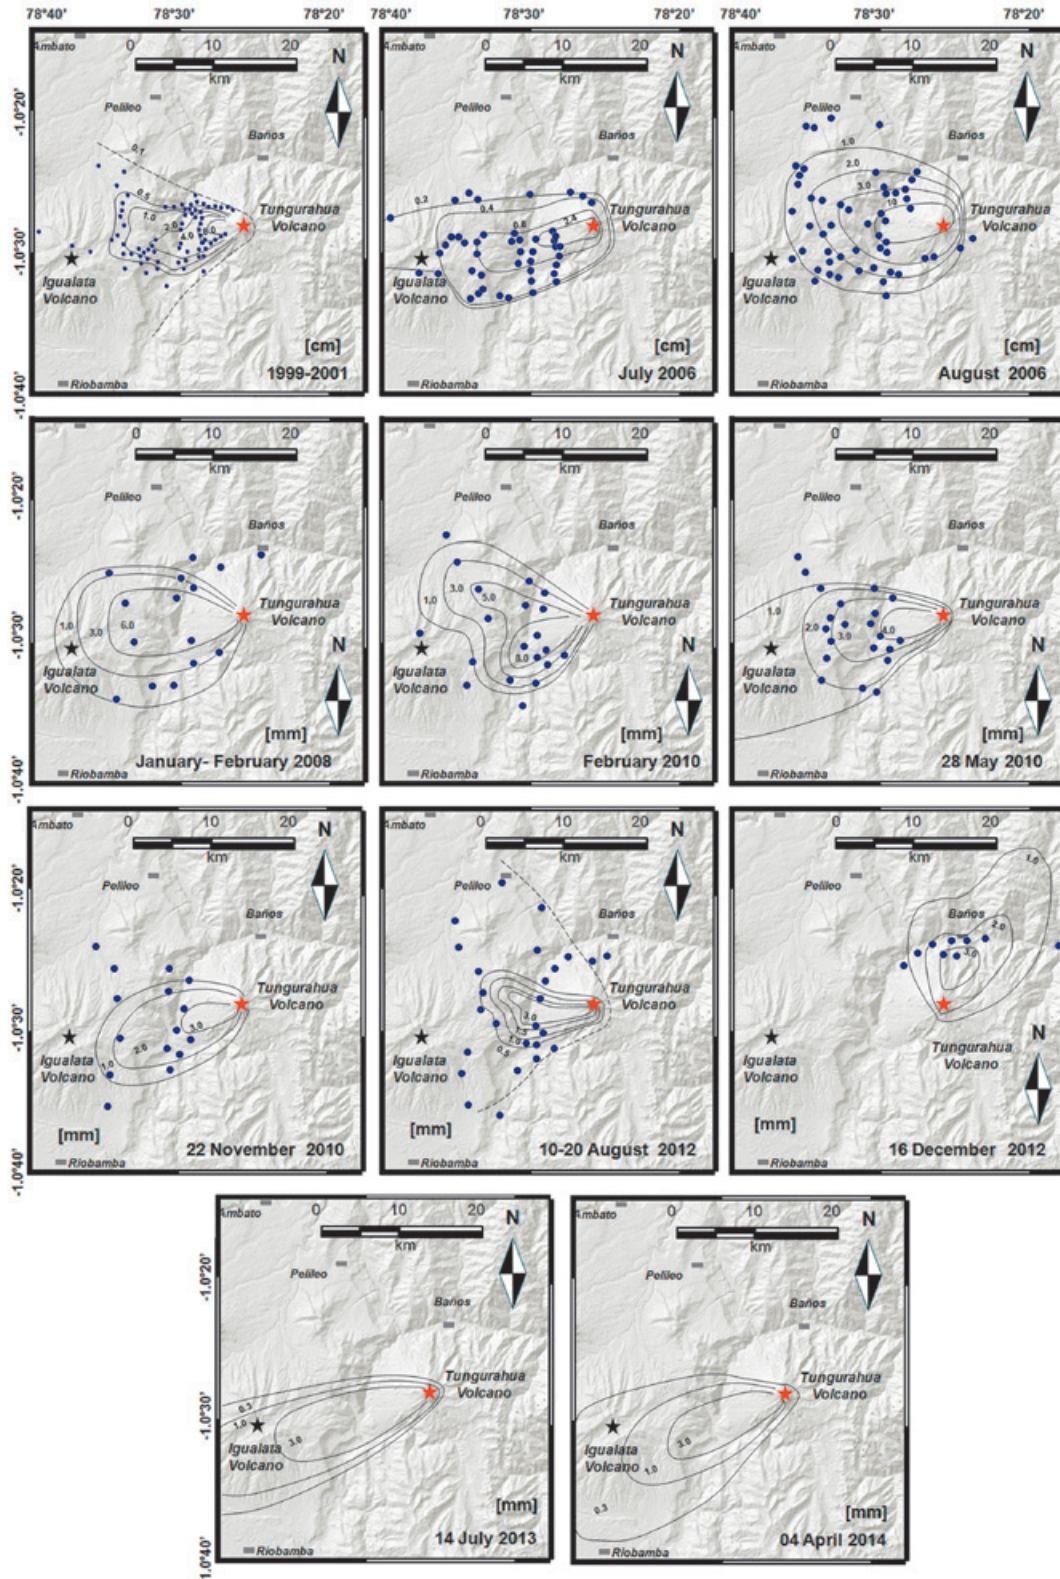 78°40' 78°30' 78°20' 78°40' 78°30' 78°20'
Ambato 0 10 20
km
N
Pelileo
Baños
0.1
0.5
1.0
2.0
4.0
Tungurahua
Volcano
Igualata
Volcano
[cm]
1999-2001
Riobamba
-1.0°20'
-1.0°30'
-1.0°40'
Ambato 0 10 20
km
N
Pelileo
Baños
0.2
0.4
0.8
2.4
Tungurahua
Volcano
Igualata
Volcano
[cm]
July 2006
Riobamba
Ambato 0 10 20
km
N
Pelileo
Baños
1.0
2.0
3.0
10
Tungurahua
Volcano
Igualata
Volcano
[cm]
August 2006
Riobamba
0 10 20
km
Pelileo
Baños
1.0
3.0
6.0
Tungurahua
Volcano
N
Igualata
Volcano
[mm]
January- February 2008
Riobamba
-1.0°20'
-1.0°30'
-1.0°40'
0 10 20
km
Pelileo
Baños
1.0
3.0
5.0
8.0
Tungurahua
Volcano
N
Igualata
Volcano
[mm]
February 2010
Riobamba
0 10 20
km
Pelileo
Baños
1.0
2.0
3.0
4.0
Tungurahua
Volcano
N
Igualata
Volcano
[mm]
28 May 2010
Riobamba
Ambato 0 10 20
km
N
Pelileo
Baños
1.0
2.0
3.0
Tungurahua
Volcano
Igualata
Volcano
[mm]
22 November 2010
Riobamba
-1.0°20'
-1.0°30'
-1.0°40'
Ambato 0 10 20
km
N
Pelileo
Baños
3.0
1.5
1.0
0.5
Tungurahua
Volcano
Igualata
Volcano
[mm]
10-20 August 2012
Riobamba
Ambato 0 10 20
km
1.0
Pelileo
Baños
2.0
3.0
Igualata
Volcano
Tungurahua
Volcano
N
[mm]
16 December 2012
Riobamba
Ambato 0 10 20
km
N
Pelileo
Baños
0.3
1.0
3.0
Tungurahua
Volcano
Igualata
Volcano
[mm]
14 July 2013
Riobamba
-1.0°20'
-1.0°30'
1.0°40'
Ambato 0 10 20
km
N
Pelileo
Baños
3.0
1.0
0.3
Tungurahua
Volcano
Igualata
Volcano
[mm]
04 April 2014
Riobamba